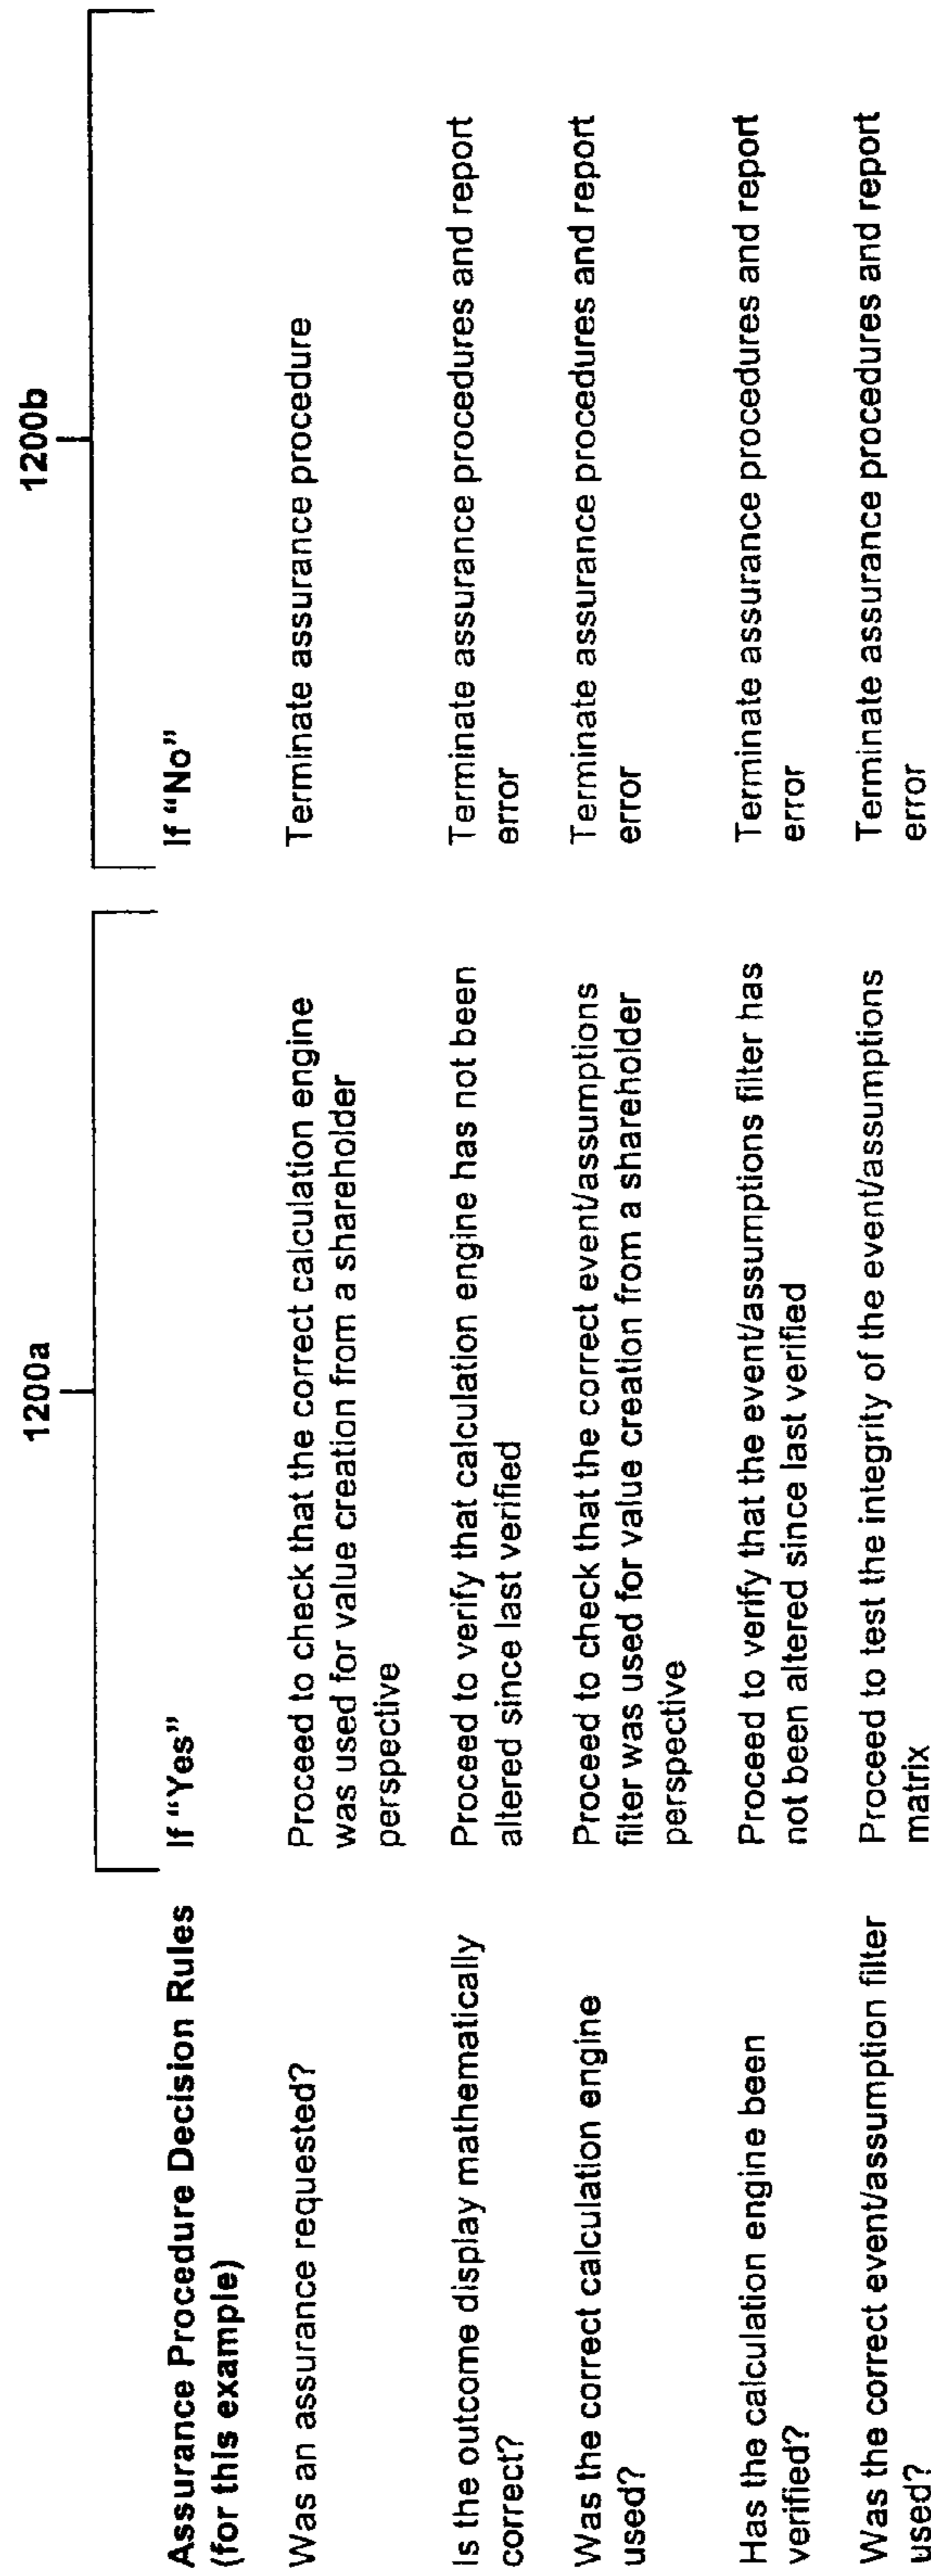 1200a
1200b
Assurance Procedure Decision Rules
(for this example)
If “Yes”
If “No”
Was an assurance requested?
Proceed to check that the correct calculation engine
was used for value creation from a shareholder
perspective
Terminate assurance procedure
Is the outcome display mathematically
correct?
Proceed to verify that calculation engine has not been
altered since last verified
Terminate assurance procedures and report
error
Was the correct calculation engine
used?
Proceed to check that the correct event/assumptions
filter was used for value creation from a shareholder
perspective
Terminate assurance procedures and report
error
Has the calculation engine been
verified?
Proceed to verify that the event/assumptions filter has
not been altered since last verified
Terminate assurance procedures and report
error
Was the correct event/assumption filter
used?
Proceed to test the integrity of the event/assumptions
matrix
Terminate assurance procedures and report
error